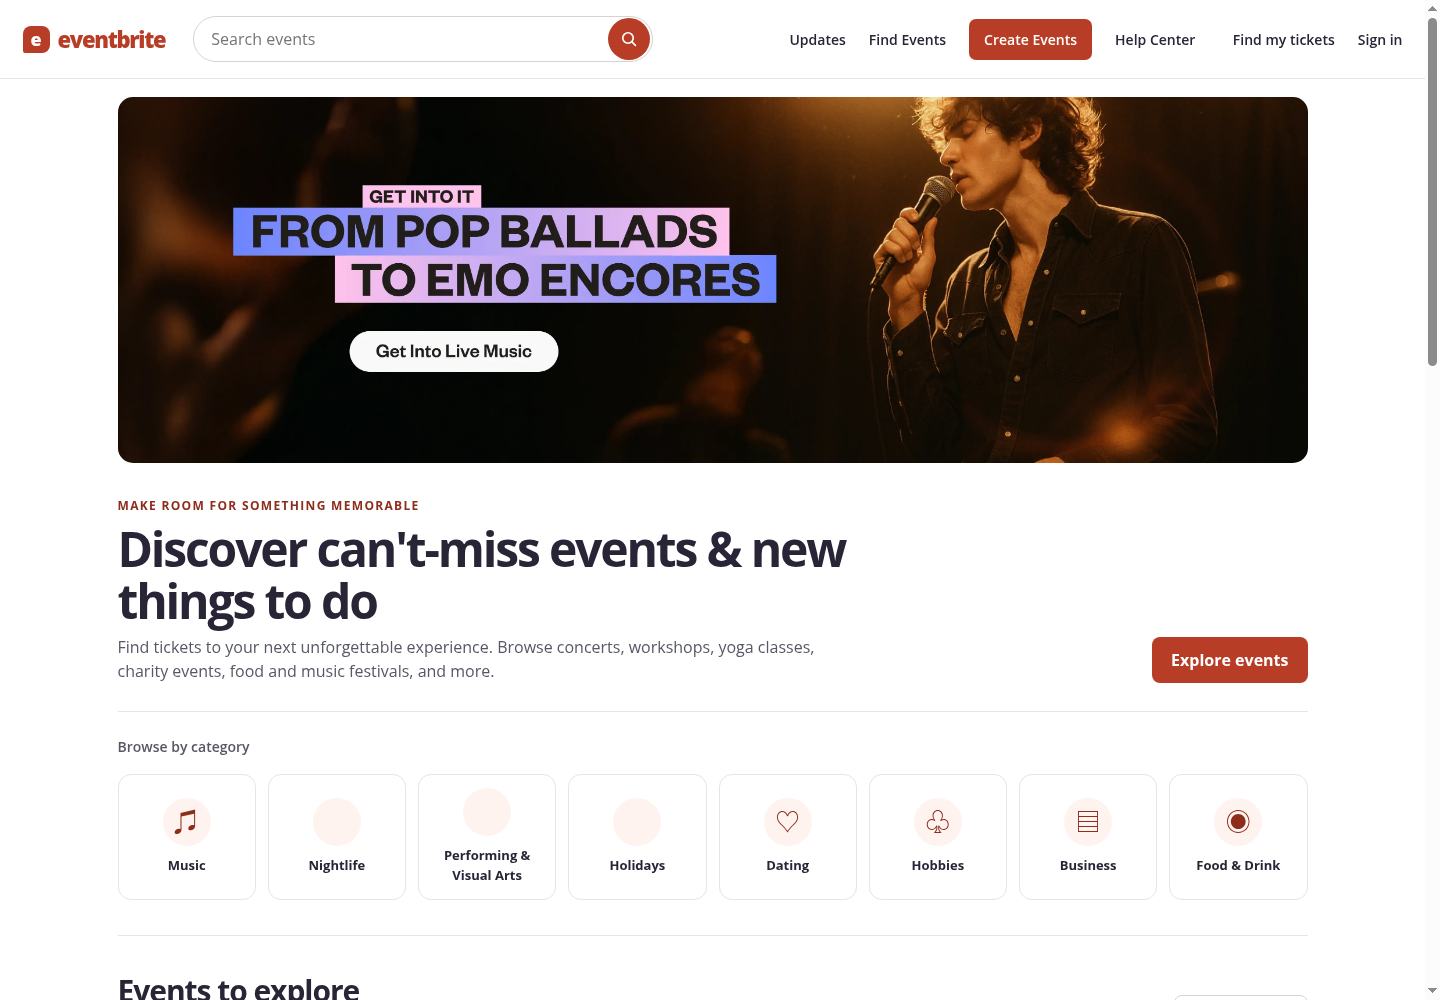 e eventbrite
Search events
Updates
Find Events
Create Events
Help Center
Find my tickets
Sign in
GET INTO IT
FROM POP BALLADS
TO EMO ENCORES
Get Into Live Music
MAKE ROOM FOR SOMETHING MEMORABLE
Discover can't-miss events & new
things to do
Find tickets to your next unforgettable experience. Browse concerts, workshops, yoga classes,
charity events, food and music festivals, and more.
Explore events
Browse by category
Music
Nightlife
Performing &
Visual Arts
Holidays
Dating
Hobbies
Business
Food & Drink
Events to explore